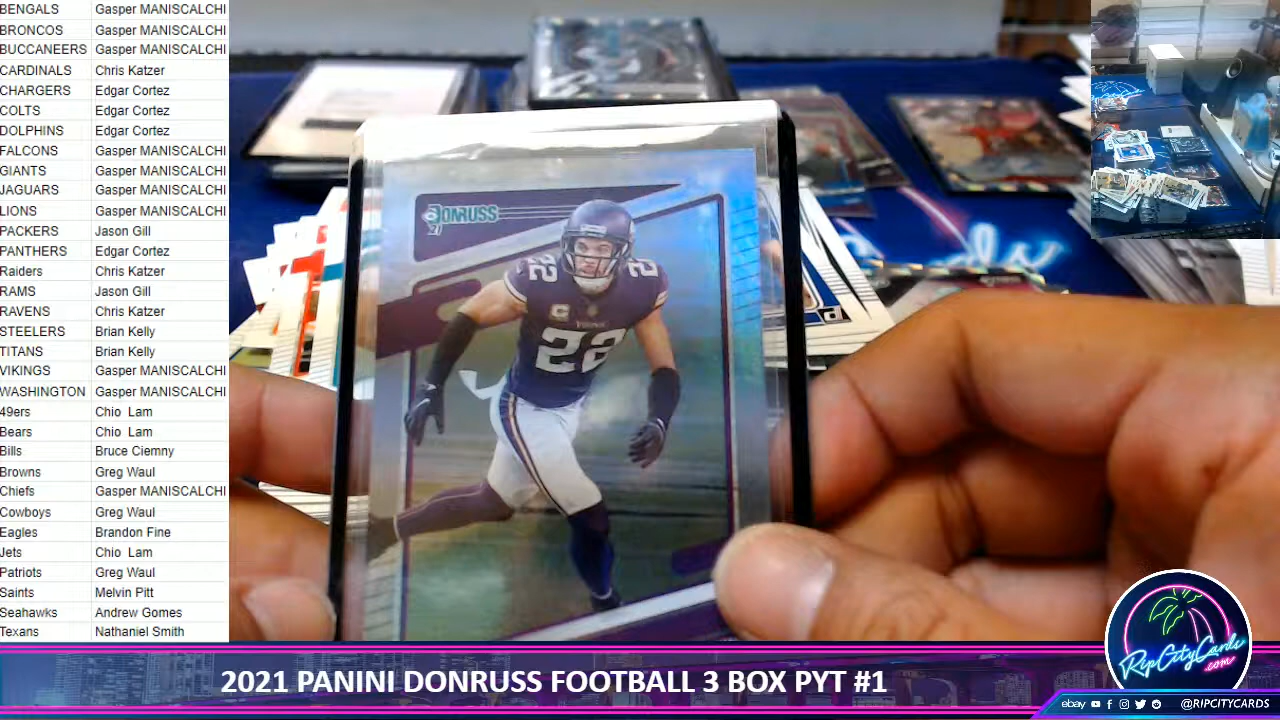 BENGALS Gasper MANISCALCHI
BRONCOS Gasper MANISCALCHI
BUCCANEERS Gasper MANISCALCHI
CARDINALS Chris Katzer
CHARGERS Edgar Cortez
COLTS Edgar Cortez
DOLPHINS Edgar Cortez
FALCONS Gasper MANISCALCHI
GIANTS Gasper MANISCALCHI
JAGUARS Gasper MANISCALCHI
LIONS Gasper MANISCALCHI
PACKERS Jason Gill
PANTHERS Edgar Cortez
Raiders Chris Katzer
RAMS Jason Gill
RAVENS Chris Katzer
STEELERS Brian Kelly
TITANS Brian Kelly
VIKINGS Gasper MANISCALCHI
WASHINGTON Gasper MANISCALCHI
49ers Chio Lam
Bears Chio Lam
Bills Bruce Ciemny
Browns Greg Waul
Chiefs Gasper MANISCALCHI
Cowboys Greg Waul
Eagles Brandon Fine
Jets Chio Lam
Patriots Greg Waul
Saints Melvin Pitt
Seahawks Andrew Gomes
Texans Nathaniel Smith
DONRUSS
21
22 22
C
VIKINGS
22
2021 PANINI DONRUSS FOOTBALL 3 BOX PYT #1
RipCityCards
.com
ebay @RIPCITYCARDS